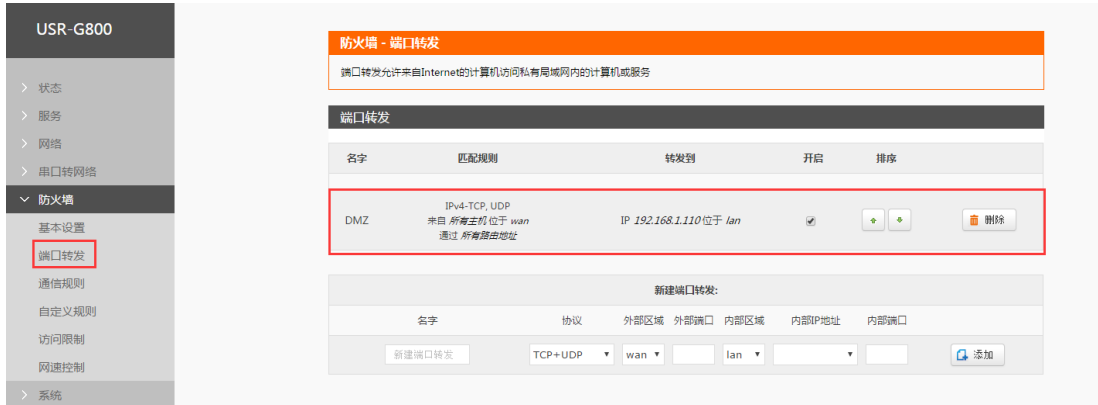 USR-G800
状态
服务
网络
串口转网络
防火墙
基本设置
端口转发
通信规则
自定义规则
访问限制
网速控制
系统
防火墙 - 端口转发
端口转发允许来自Internet的计算机访问私有局域网内的计算机或服务
端口转发
名字 匹配规则 转发到 开启 排序
DMZ
IPv4-TCP, UDP
来自 所有主机 位于 wan
通过 所有路由地址
IP 192.168.1.110 位于 lan
删除
新建端口转发:
名字 协议 外部区域 外部端口 内部区域 内部IP地址 内部端口
新建端口转发 TCP+UDP wan lan 添加